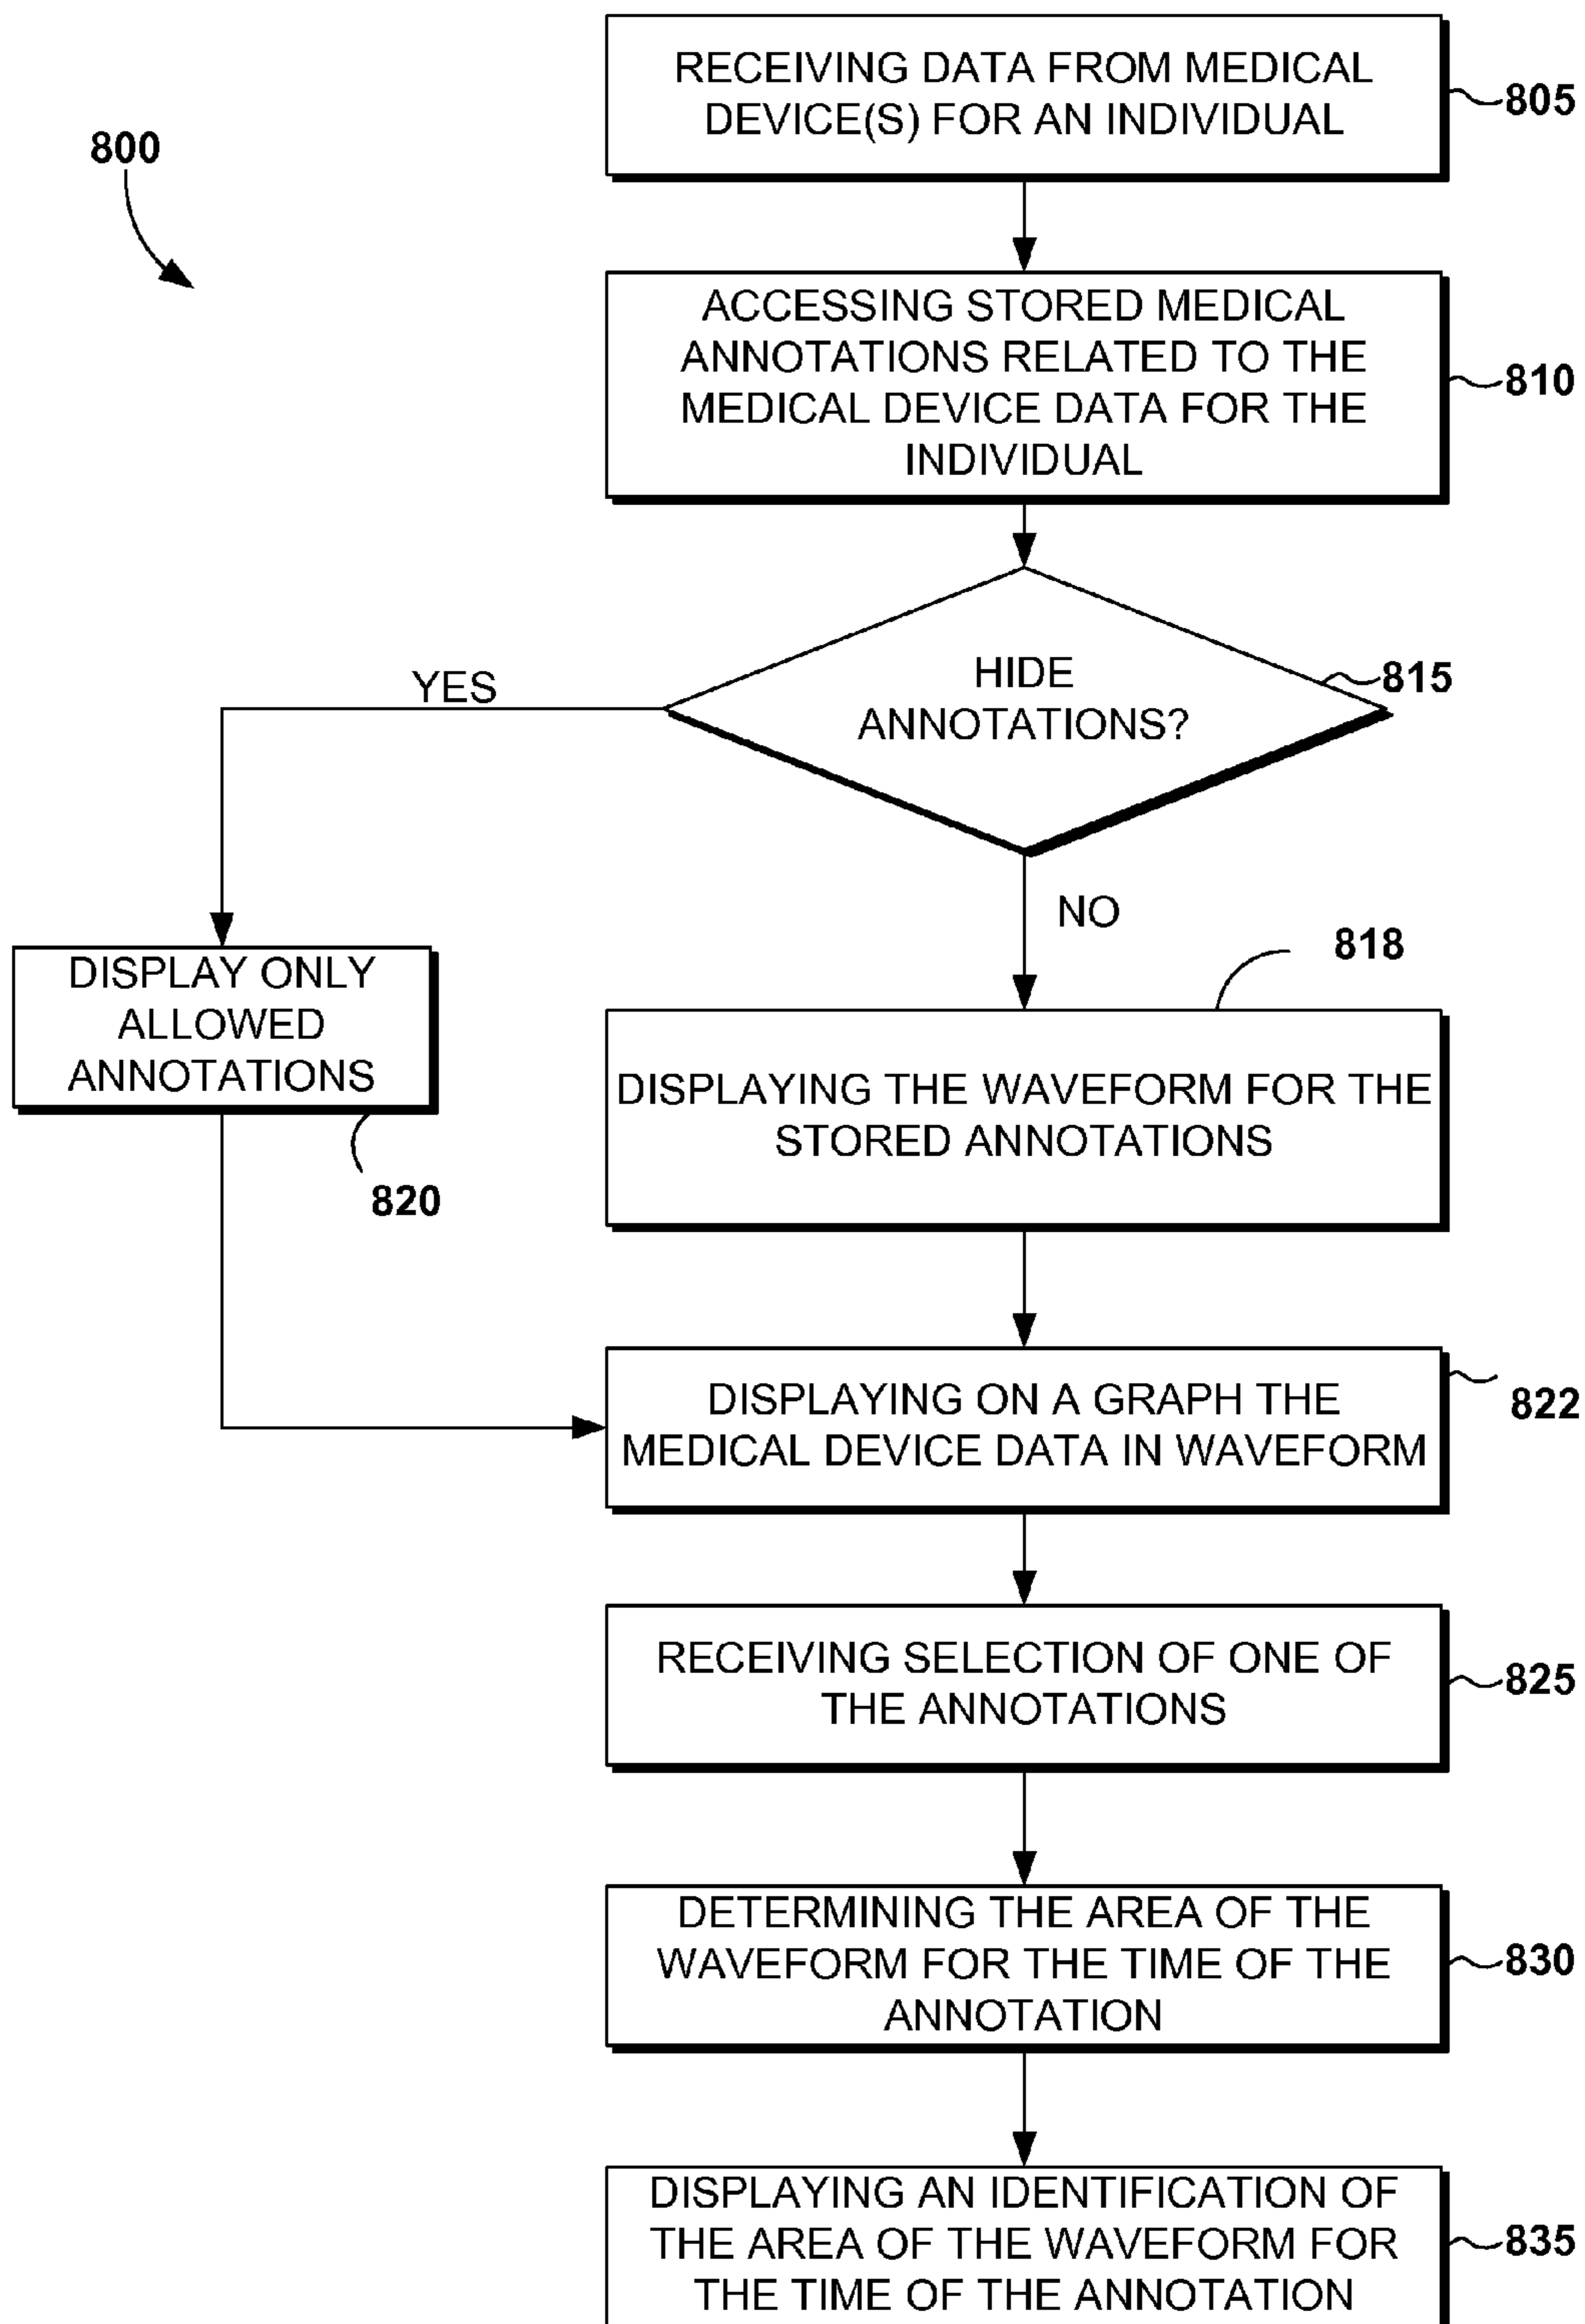 RECEIVING DATA FROM MEDICAL
DEVICE(S) FOR AN INDIVIDUAL
805
800
ACCESSING STORED MEDICAL
ANNOTATIONS RELATED TO THE
MEDICAL DEVICE DATA FOR THE
INDIVIDUAL
810
HIDE
ANNOTATIONS?
815
YES
NO
818
DISPLAY ONLY
ALLOWED
ANNOTATIONS
820
DISPLAYING THE WAVEFORM FOR THE
STORED ANNOTATIONS
DISPLAYING ON A GRAPH THE
MEDICAL DEVICE DATA IN WAVEFORM
822
RECEIVING SELECTION OF ONE OF
THE ANNOTATIONS
825
DETERMINING THE AREA OF THE
WAVEFORM FOR THE TIME OF THE
ANNOTATION
830
DISPLAYING AN IDENTIFICATION OF
THE AREA OF THE WAVEFORM FOR
THE TIME OF THE ANNOTATION
835